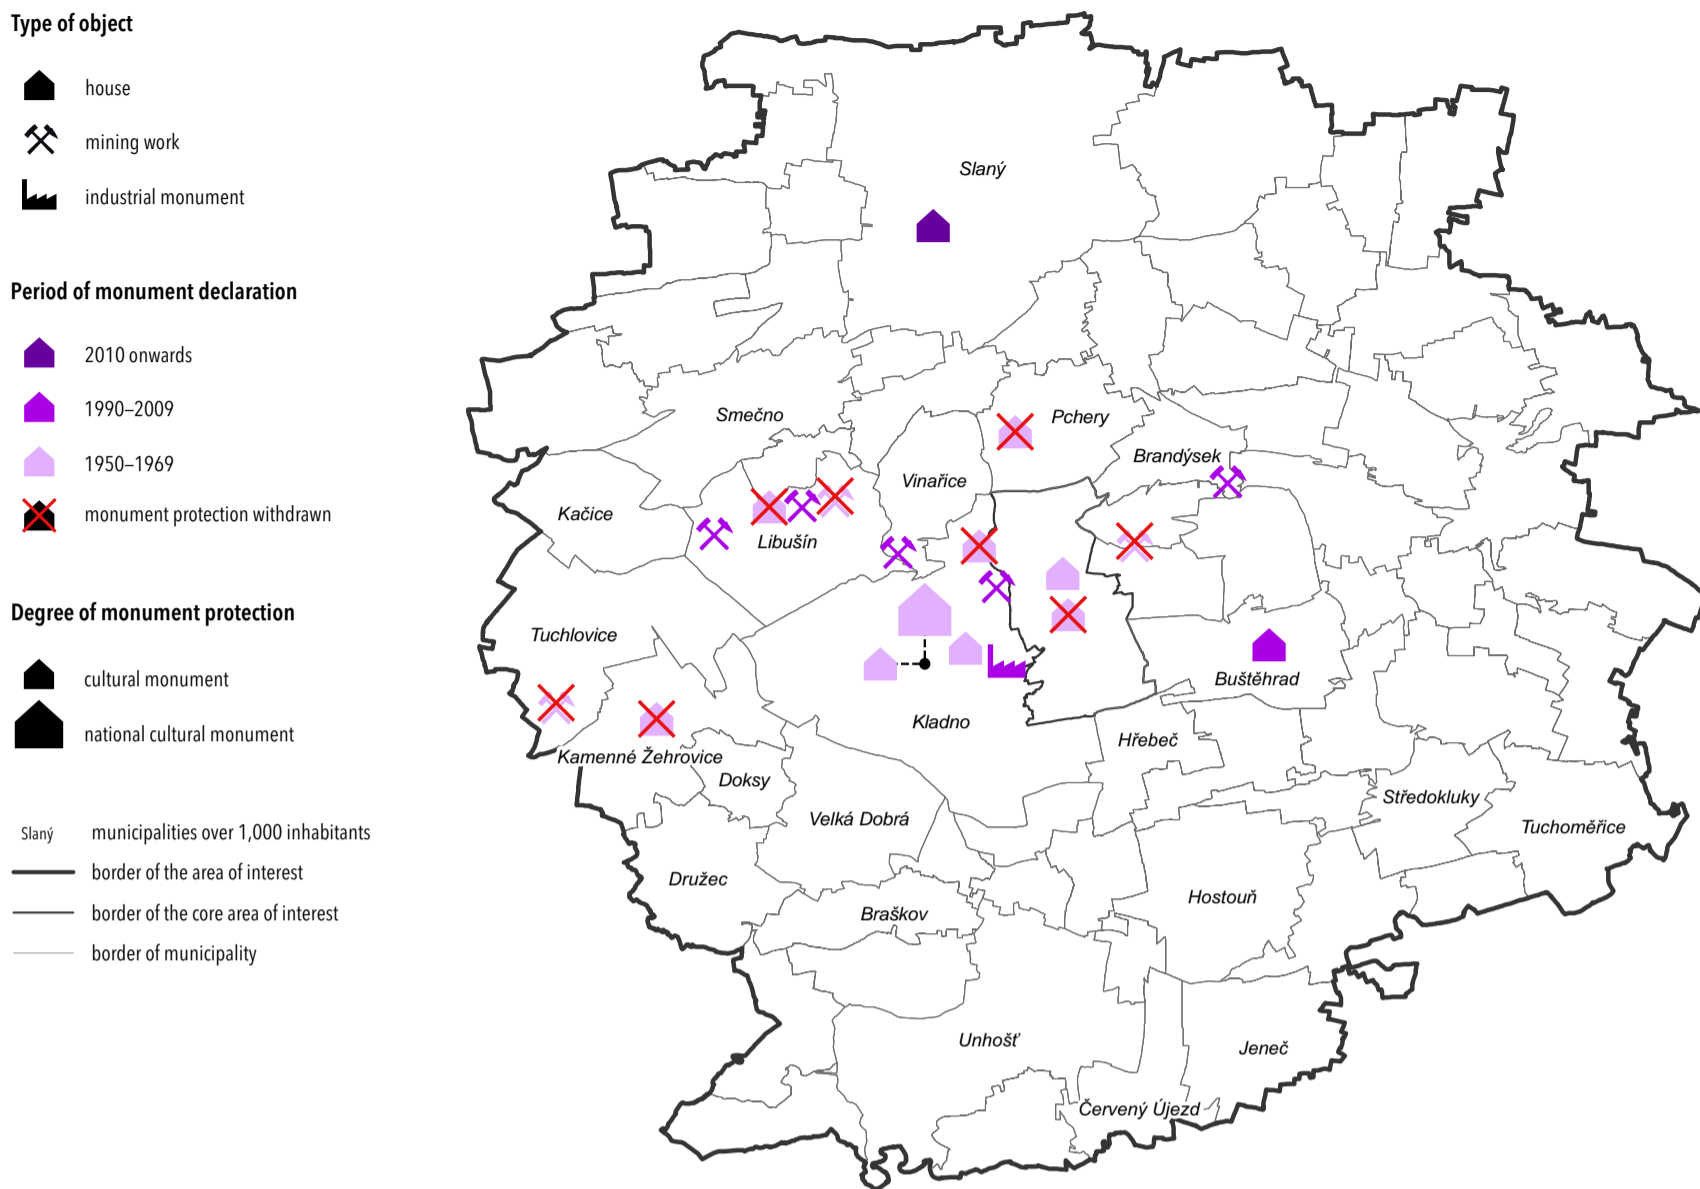 Type of object
house
mining work
industrial monument
Period of monument declaration
2010 onwards
1990–2009
1950–1969
monument protection withdrawn
Degree of monument protection
cultural monument
national cultural monument
Slaný municipalities over 1,000 inhabitants
border of the area of interest
border of the core area of interest
border of municipality
Slaný
Smečno
Pchery
Brandýsek
Vinařice
Kačice
Libušín
Tuchlovice
Buštěhrad
Kladno
Hřebeč
Kamenné Žehrovice
Doksy
Středokluky
Velká Dobrá
Tuchoměřice
Družec
Hostouň
Braškov
Unhošť
Jeneč
Červený Újezd